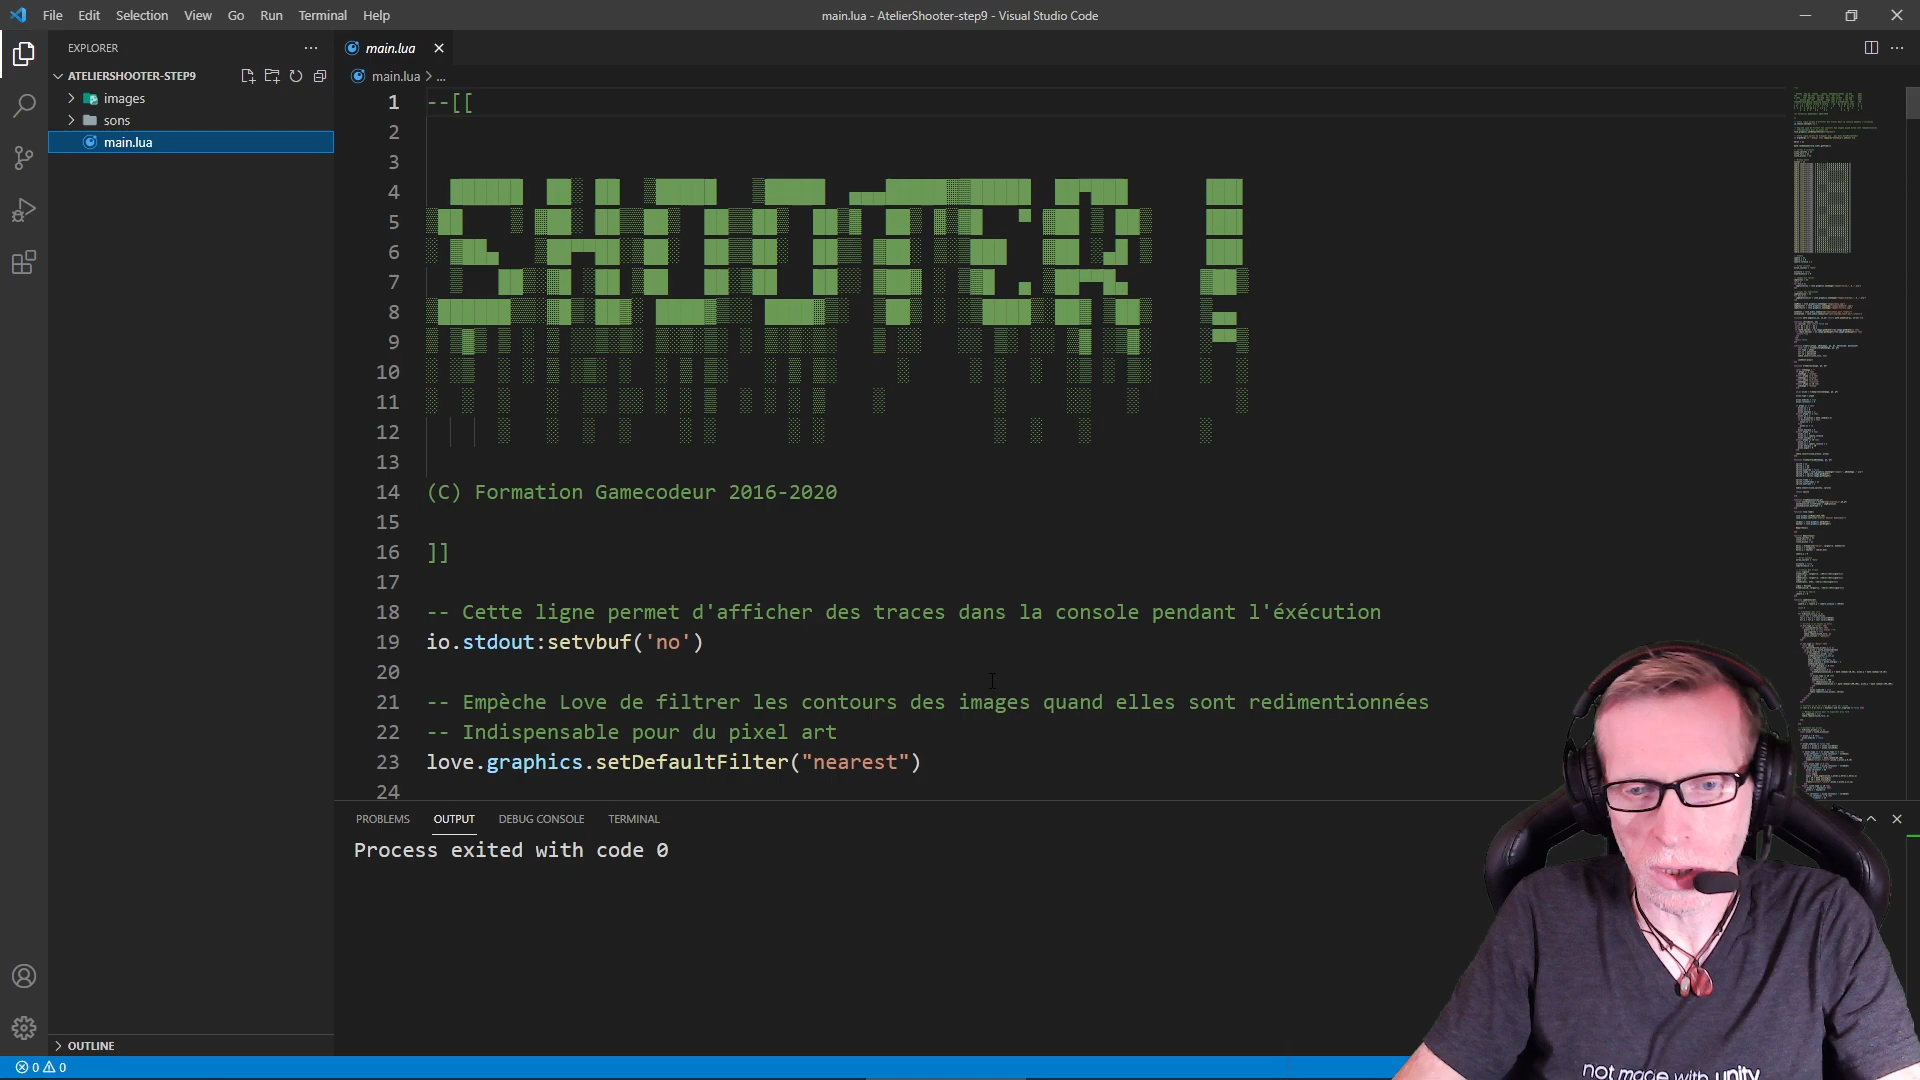 File Edit Selection View Go Run Terminal Help
main.lua - AtelierShooter-step9 - Visual Studio Code
EXPLORER
ATELIERSHOOTER-STEP9
images
sons
main.lua
OUTLINE
main.lua
main.lua > ...
1 --[[
2
3
4
5
6
7
8
9
10
11
12
13
14 (C) Formation Gamecodeur 2016-2020
15
16 ]]
17
18 -- Cette ligne permet d'afficher des traces dans la console pendant l'éxécution
19 io.stdout:setvbuf('no')
20
21 -- Empèche Love de filtrer les contours des images quand elles sont redimentionnées
22 -- Indispensable pour du pixel art
23 love.graphics.setDefaultFilter("nearest")
24
PROBLEMS OUTPUT DEBUG CONSOLE TERMINAL
Process exited with code 0
0 0
not made with unity